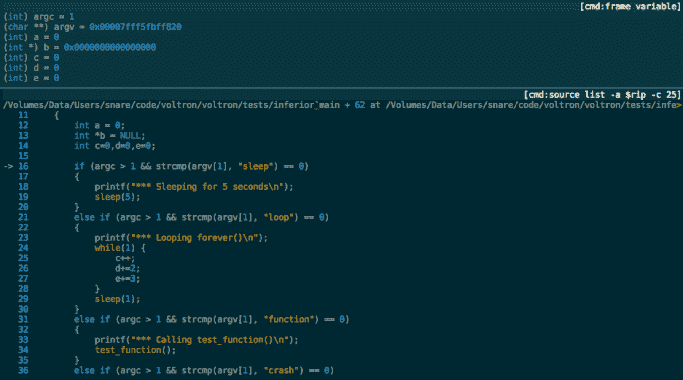 [cmd:frame variable]
(int) argc = 1
(char **) argv = 0x00007fff5fbff820
(int) a = 0
(int *) b = 0x0000000000000000
(int) c = 0
(int) d = 0
(int) e = 0
[cmd:source list -a $rip -c 25]
/Volumes/Data/Users/snare/code/voltron/voltron/tests/inferior`main + 62 at /Volumes/Data/Users/snare/code/voltron/voltron/tests/infe>
11 {
12 int a = 0;
13 int *b = NULL;
14 int c=0,d=0,e=0;
15
-> 16 if (argc > 1 && strcmp(argv[1], "sleep") == 0)
17 {
18 printf("*** Sleeping for 5 seconds\n");
19 sleep(5);
20 }
21 else if (argc > 1 && strcmp(argv[1], "loop") == 0)
22 {
23 printf("*** Looping forever()\n");
24 while(1) {
25 c++;
26 d+=2;
27 e+=3;
28 }
29 sleep(1);
30 }
31 else if (argc > 1 && strcmp(argv[1], "function") == 0)
32 {
33 printf("*** Calling test_function()\n");
34 test_function();
35 }
36 else if (argc > 1 && strcmp(argv[1], "crash") == 0)